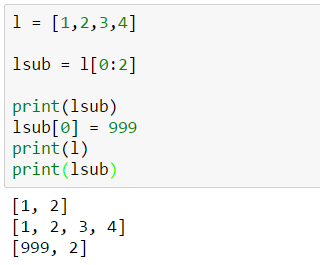 l = [1,2,3,4]
lsub = l[0:2]
print(lsub)
lsub[0] = 999
print(l)
print(lsub)
[1, 2]
[1, 2, 3, 4]
[999, 2]